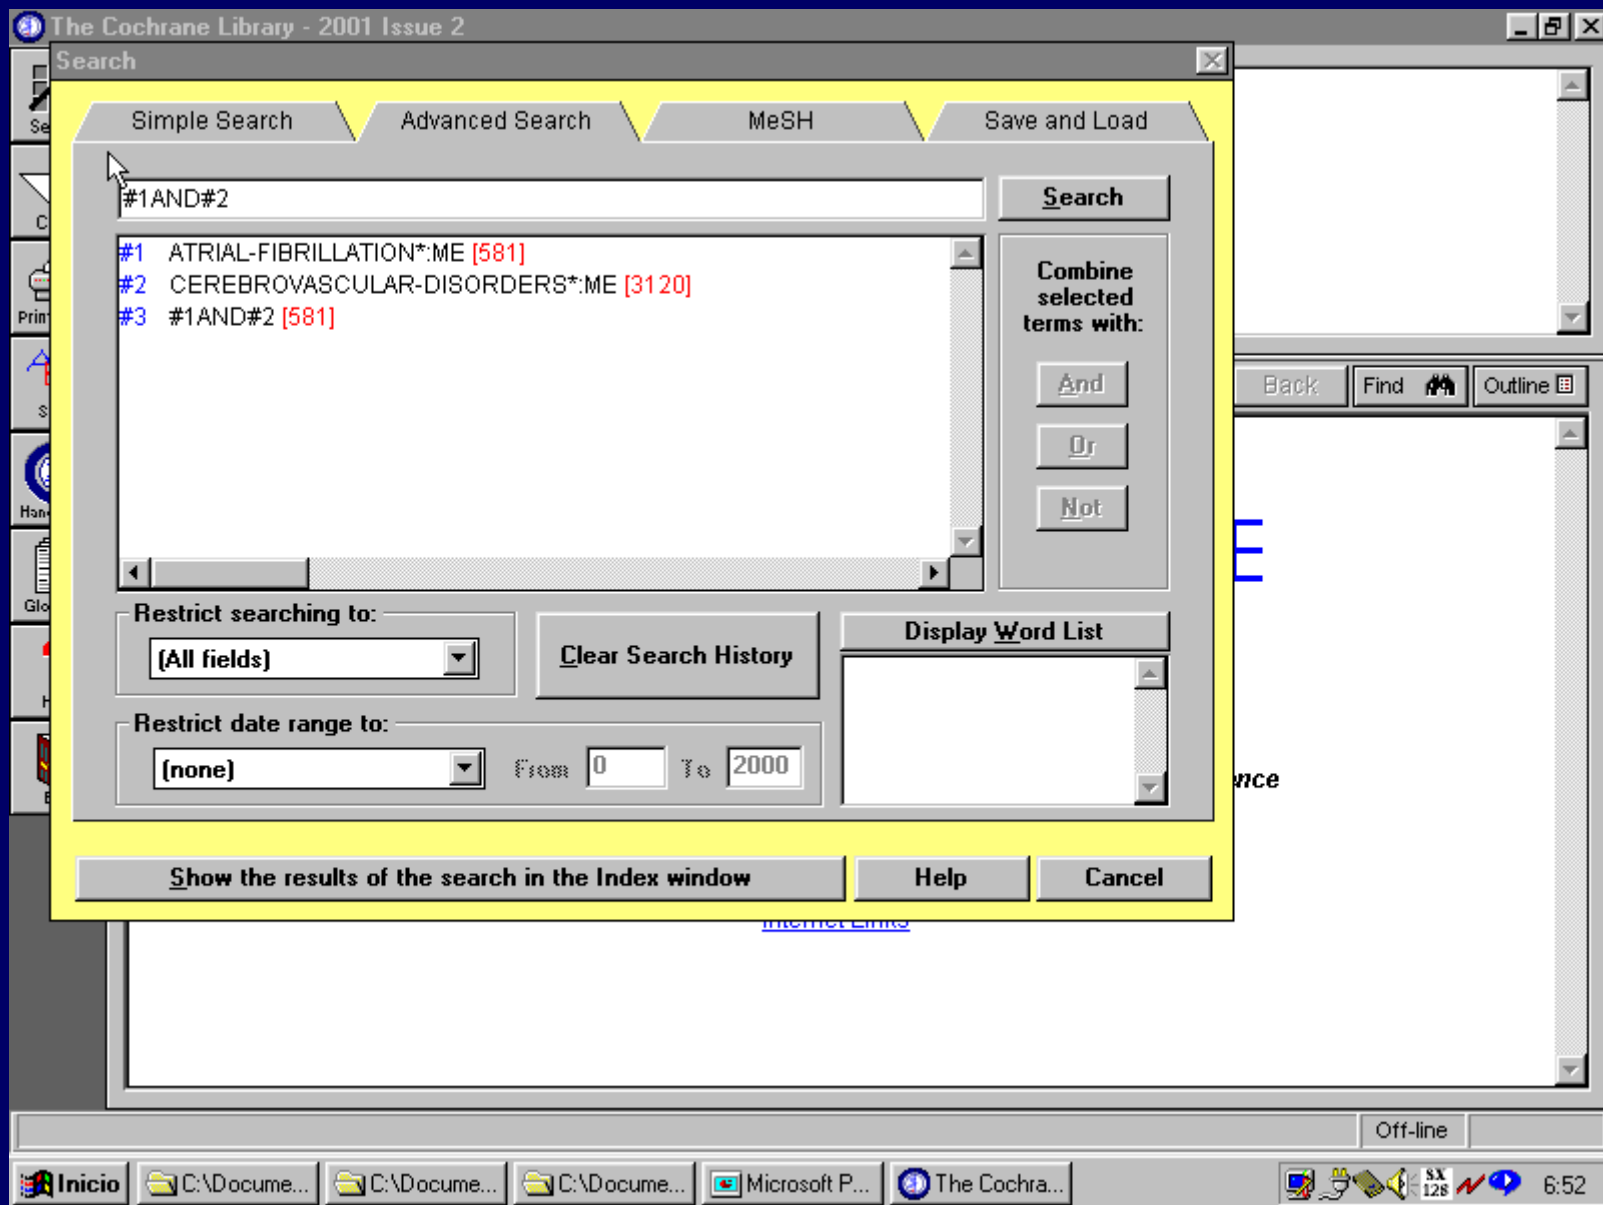 The Cochrane Library - 2001 Issue 2
Search
Simple Search
Advanced Search
MeSH
Save and Load
#1AND#2
Search
#1 ATRIAL-FIBRILLATION*:ME [581]
#2 CEREBROVASCULAR-DISORDERS*:ME [3120]
#3 #1AND#2 [581]
Combine
selected
terms with:
And
Or
Not
Back
Find
Outline
E
Restrict searching to:
(All fields)
Clear Search History
Display Word List
Restrict date range to:
(none)
From
0
To
2000
nce
Show the results of the search in the Index window
Help
Cancel
Internet Links
Off-line
Inicio
C:\Docume...
C:\Docume...
C:\Docume...
Microsoft P...
The Cochra...
SX
128
6:52